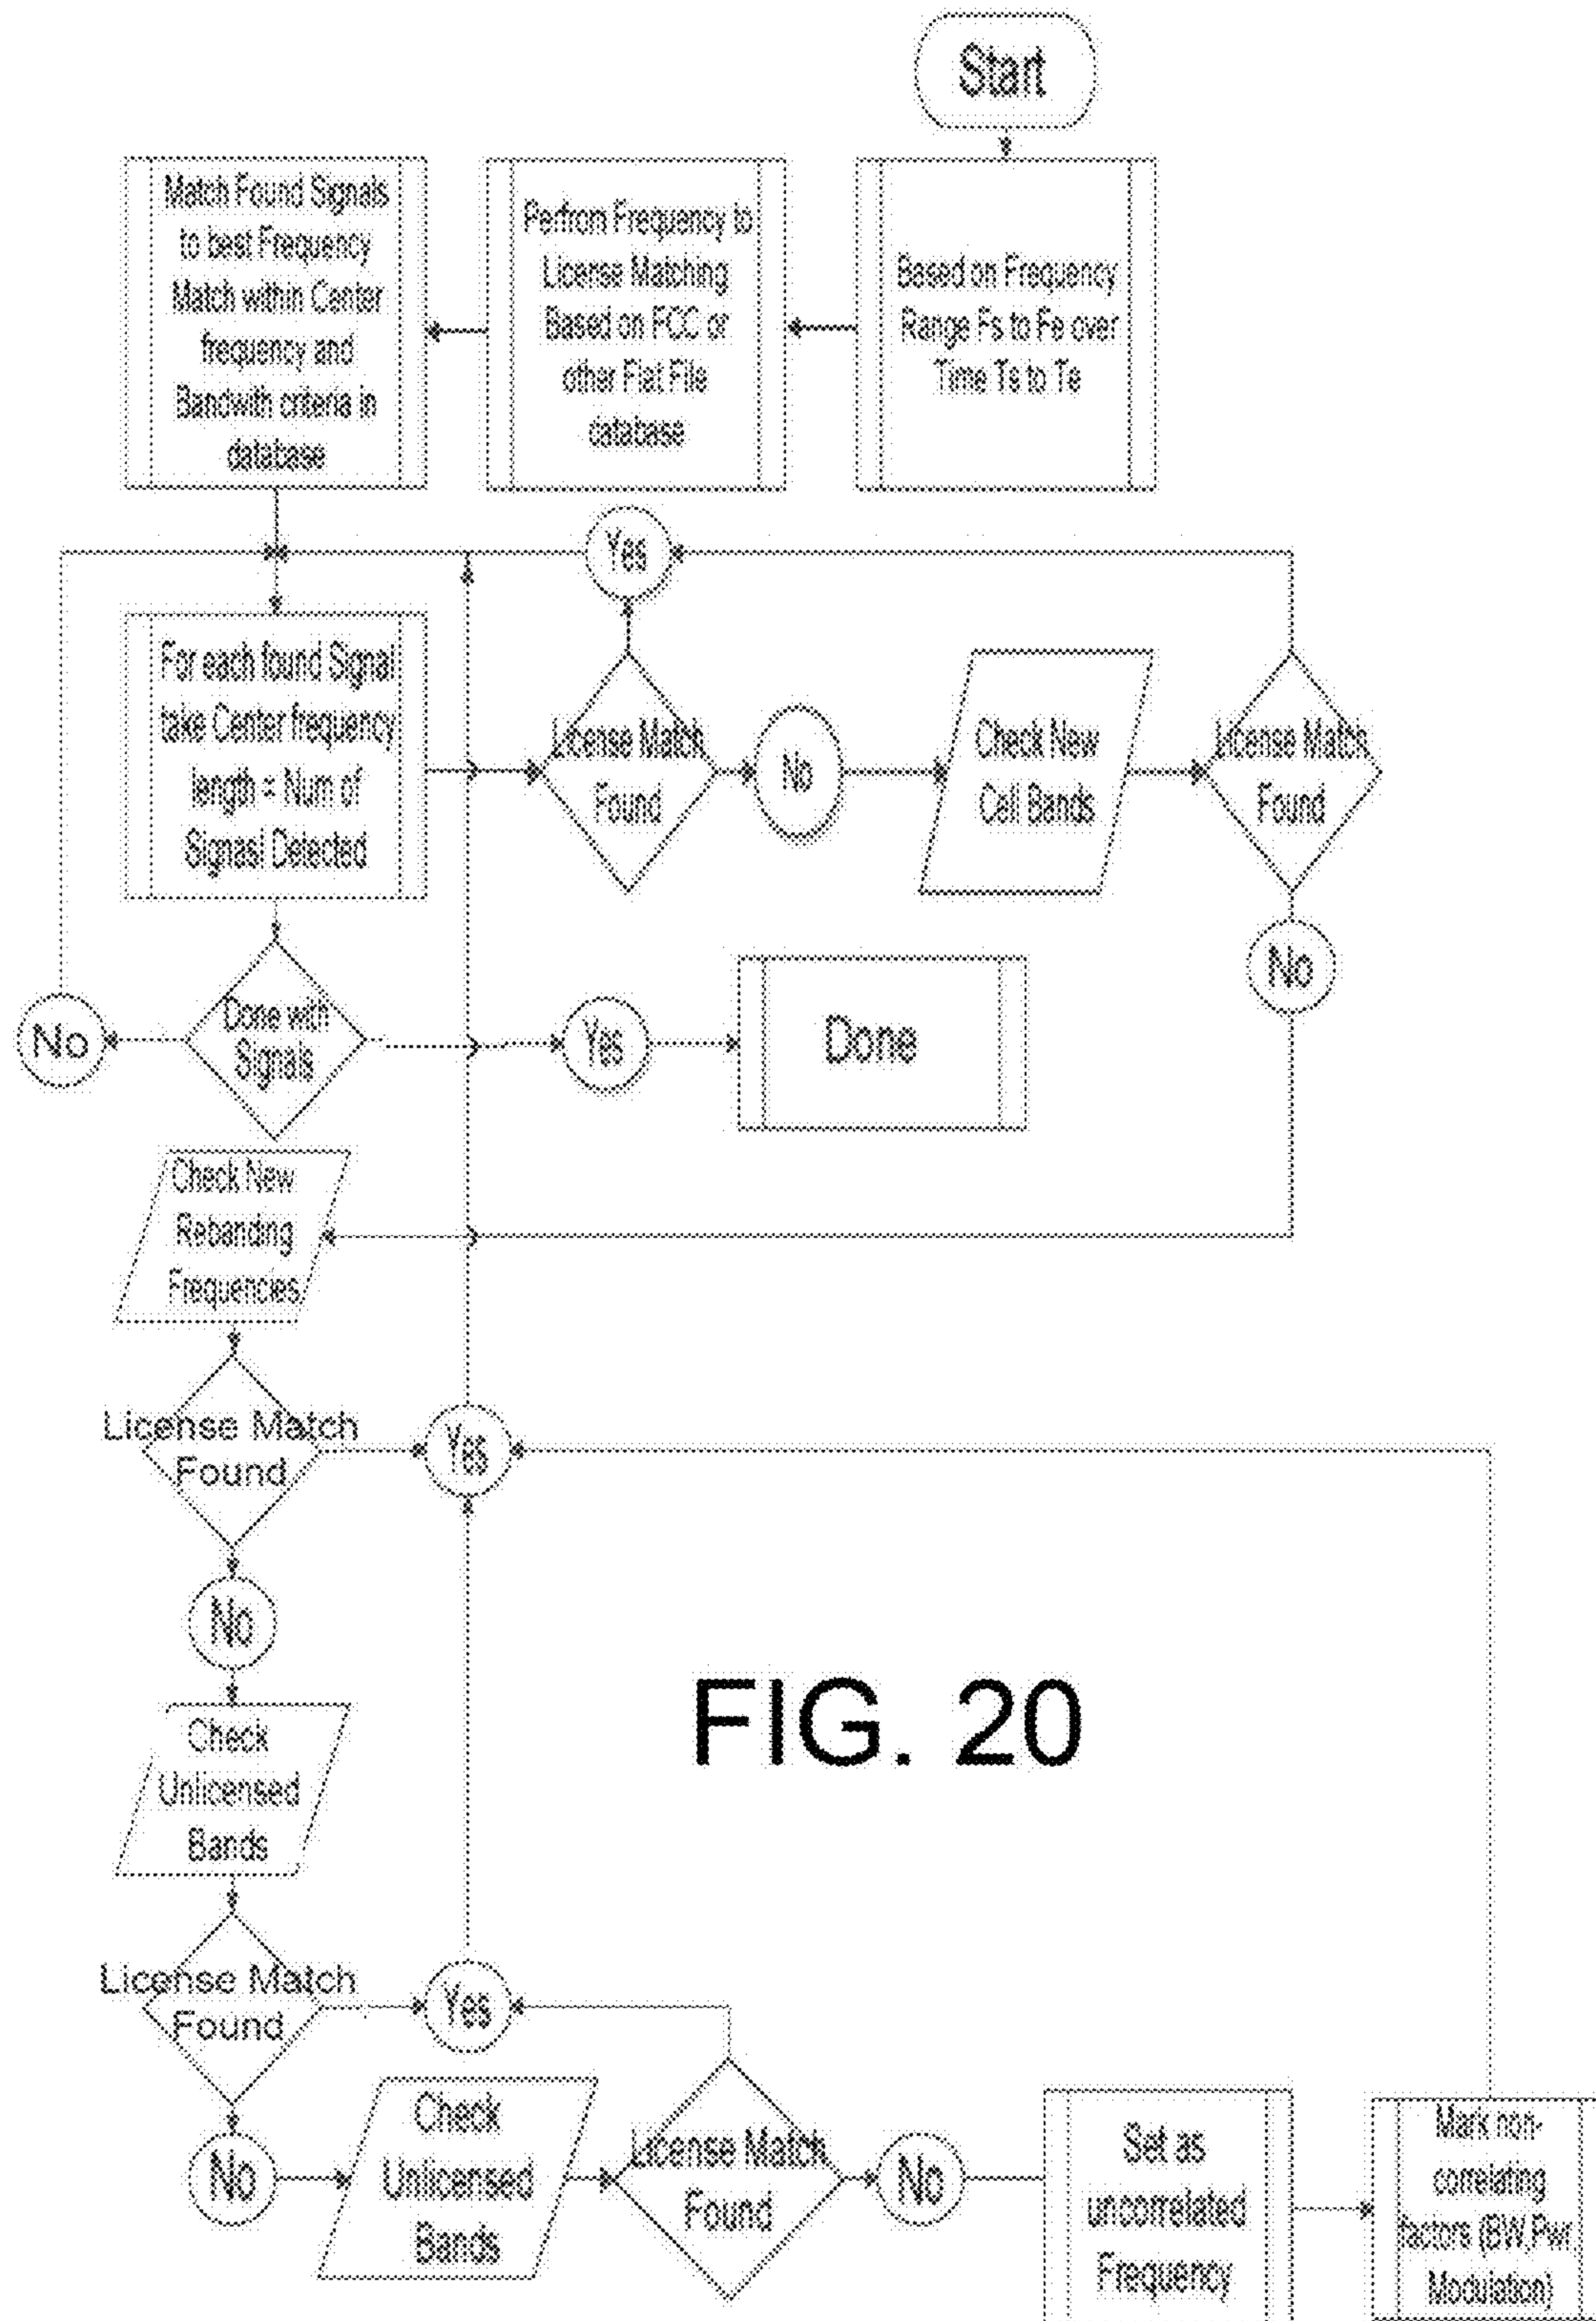 Start
Based on Frequency
Range Fs to Fe over
Time Ts to Te
Perfrom Frequency to
License Matching
Based on FCC or
other Flat File
database
Match Found Signals
to best Frequency
Match within Center
frequency and
Bandwith criteria in
database
Yes
For each found Signal
take Center frequency
length = Num of
Signasl Detected
License Match
Found
No
Check New
Cell Bands
License Match
Found
No
No
Done with
Signals
Yes
Done
Check New
Rebanding
Frequencies
License Match
Found
Yes
No
FIG. 20
Check
Unlicensed
Bands
License Match
Found
Yes
No
Check
Unlicensed
Bands
License Match
Found
No
Set as
uncorrelated
Frequency
Mark non-
correlating
factors (BW,Pwr,
Modulation)